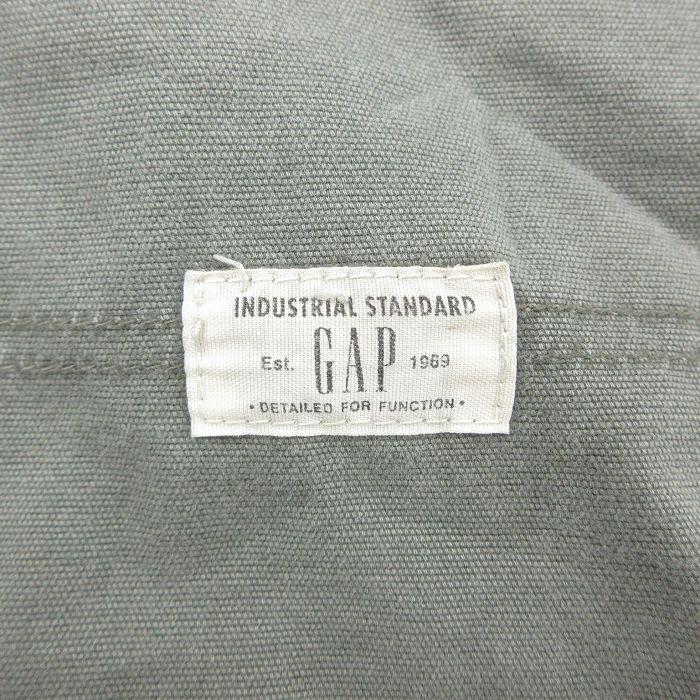 INDUSTRIAL STANDARD
Est. GAP 1969
• DETAILED FOR FUNCTION •